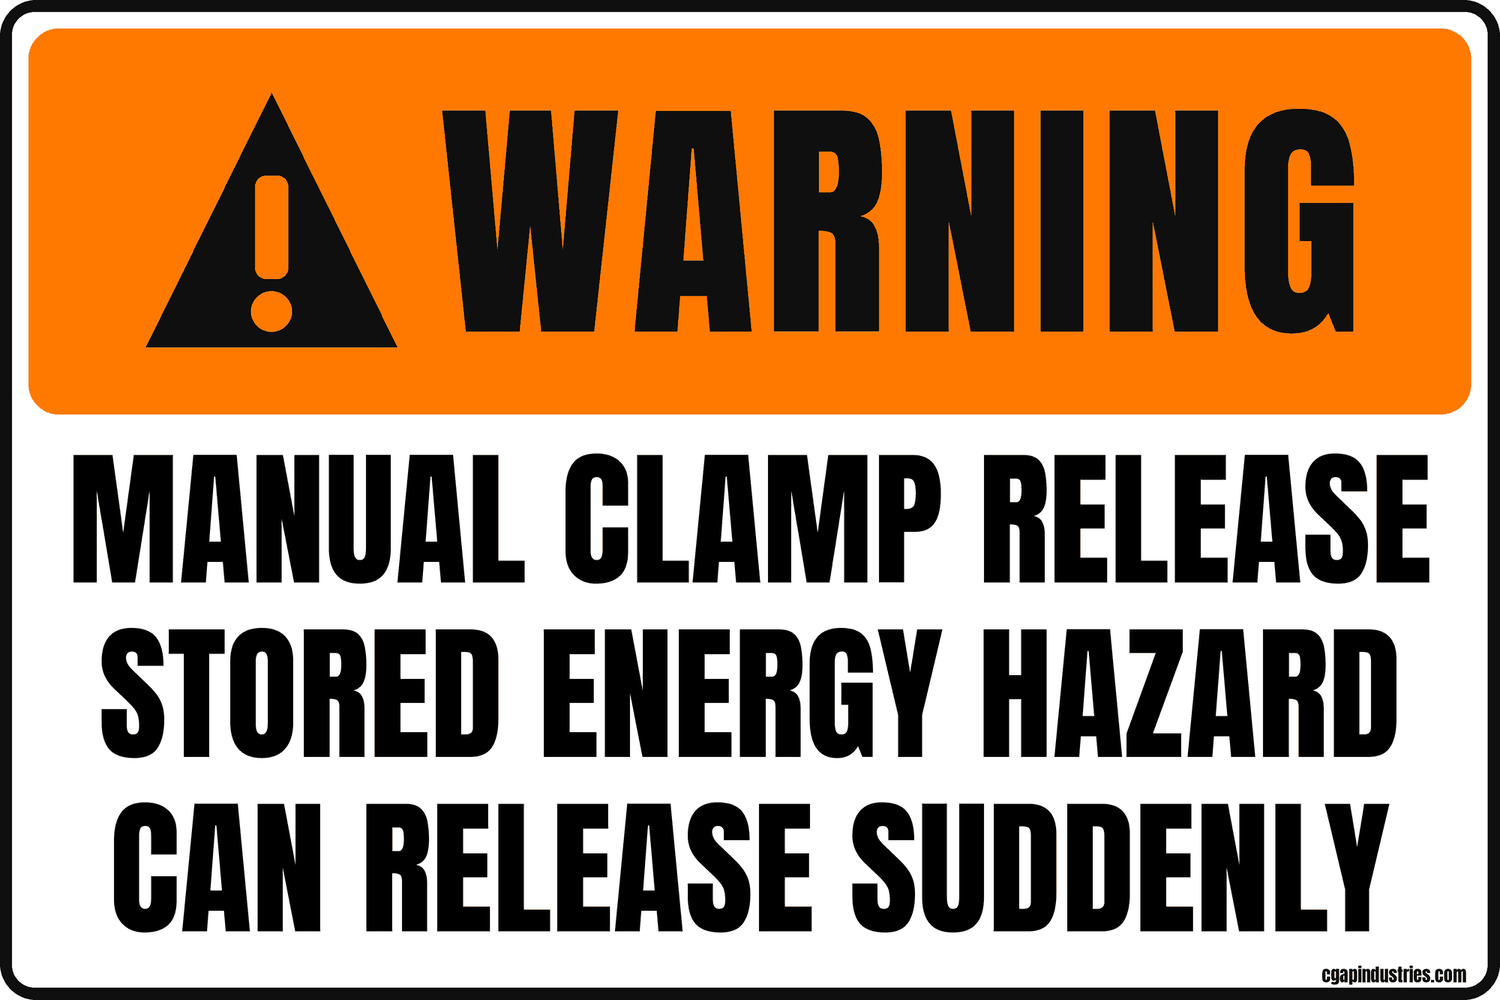 WARNING
MANUAL CLAMP RELEASE
STORED ENERGY HAZARD
CAN RELEASE SUDDENLY
cgapindustries.com